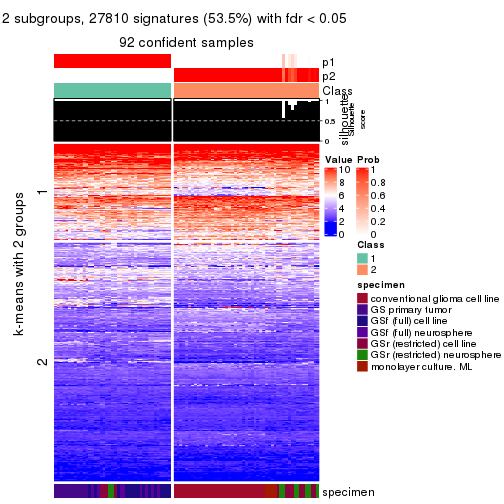 2 subgroups, 27810 signatures (53.5%) with fdr < 0.05
92 confident samples
p1
p2
Class
1
0.5
0
silhouette
Silhouette
score
k-means with 2 groups
1
2
Value
10
8
6
4
2
0
Prob
1
0.8
0.6
0.4
0.2
0
Class
1
2
specimen
conventional glioma cell line
GS primary tumor
GSf (full) cell line
GSf (full) neurosphere
GSr (restricted) cell line
GSr (restricted) neurosphere
monolayer culture. ML
specimen